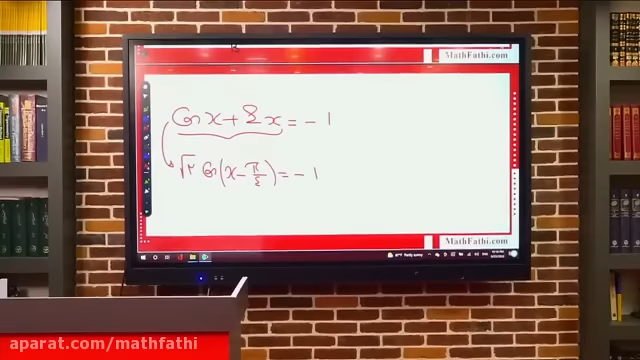 MathFathi.com
Cos x + Sin x = - 1
√۲ Cos(x - π/۴) = - 1
MathFathi.com
aparat.com/mathfathi